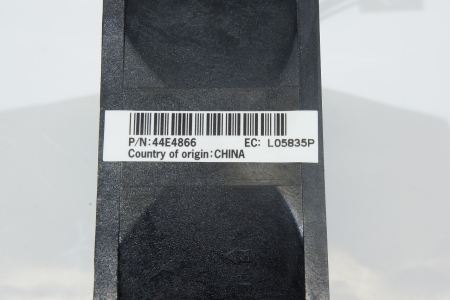 P/N:44E4866 EC: L05835P
Country of origin:CHINA